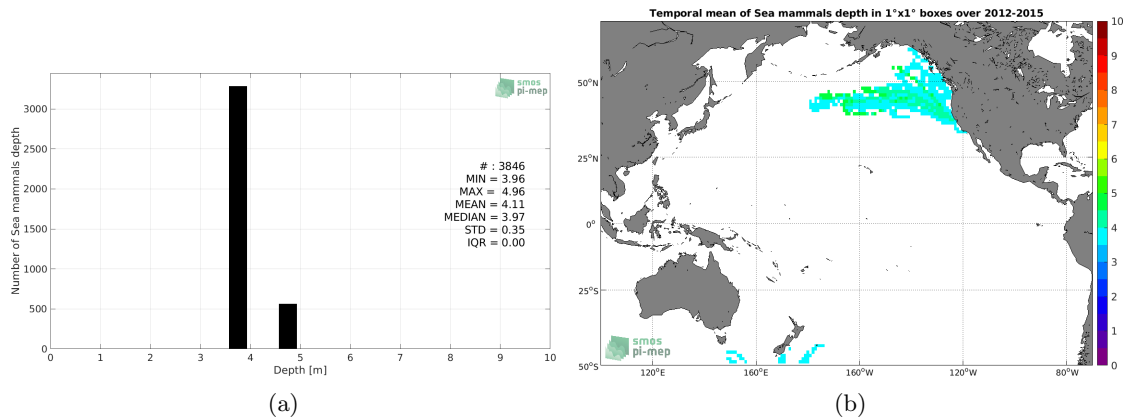 smos
pi-mep
Number of Sea mammals depth
3000
2500
2000
1500
1000
500
0
# : 3846
MIN = 3.96
MAX = 4.96
MEAN = 4.11
MEDIAN = 3.97
STD = 0.35
IQR = 0.00
0 1 2 3 4 5 6 7 8 9 10
Depth [m]
(a)
Temporal mean of Sea mammals depth in 1°x1° boxes over 2012-2015
50°N
25°N
0°
25°S
50°S
120°E 160°E 160°W 120°W 80°W
smos
pi-mep
10
9
8
7
6
5
4
3
2
1
0
(b)